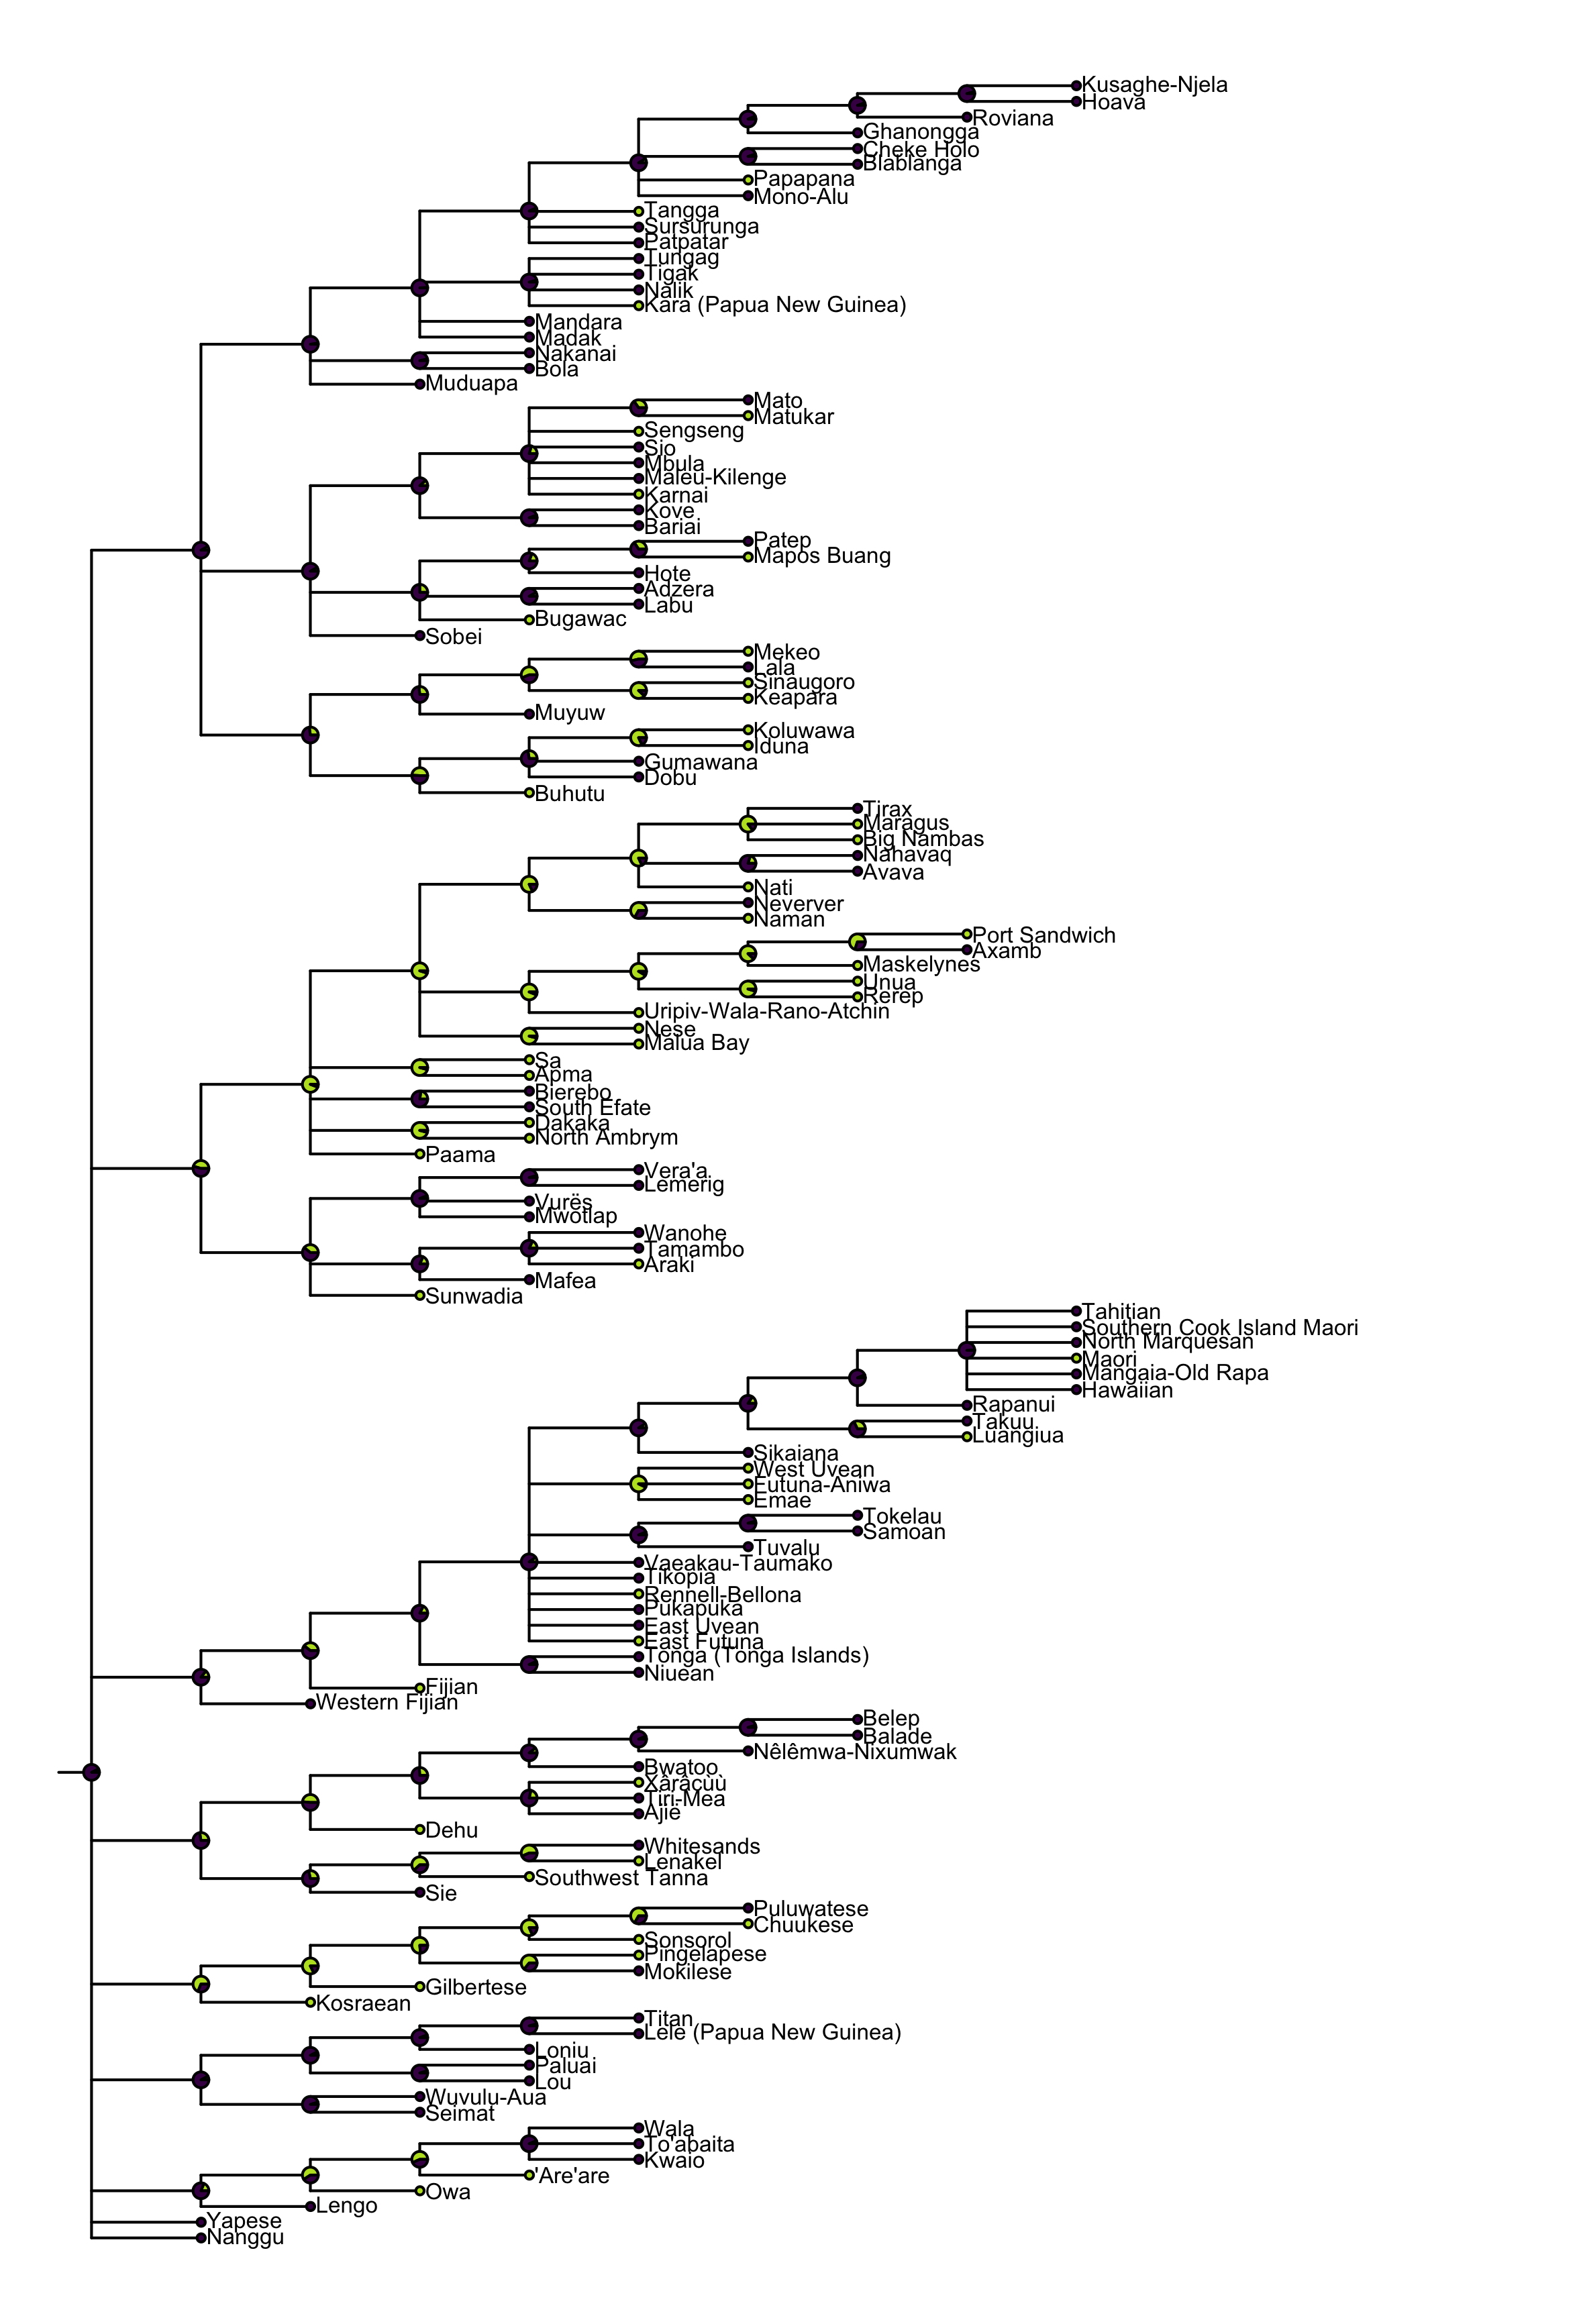 Kusaghe-Njela
Hoava
Roviana
Ghanongga
Cheke Holo
Blablanga
Papapana
Mono-Alu
Tangga
Sursurunga
Patpatar
Tungag
Tigak
Nalik
Kara (Papua New Guinea)
Mandara
Madak
Nakanai
Bola
Muduapa
Mato
Matukar
Sengseng
Sio
Mbula
Maleu-Kilenge
Karnai
Kove
Bariai
Patep
Mapos Buang
Hote
Adzera
Labu
Bugawac
Sobei
Mekeo
Lala
Sinaugoro
Keapara
Muyuw
Koluwawa
Iduna
Gumawana
Dobu
Buhutu
Tirax
Maragus
Big Nambas
Nahavaq
Avava
Nati
Neverver
Naman
Port Sandwich
Axamb
Maskelynes
Unua
Rerep
Uripiv-Wala-Rano-Atchin
Nese
Malua Bay
Sa
Apma
Bierebo
South Efate
Dakaka
North Ambrym
Paama
Vera'a
Lemerig
Vurës
Mwotlap
Wanohe
Tamambo
Araki
Mafea
Sunwadia
Tahitian
Southern Cook Island Maori
North Marquesan
Maori
Mangaia-Old Rapa
Hawaiian
Rapanui
Takuu
Luangiua
Sikaiana
West Uvean
Futuna-Aniwa
Emae
Tokelau
Samoan
Tuvalu
Vaeakau-Taumako
Tikopia
Rennell-Bellona
Pukapuka
East Uvean
East Futuna
Tonga (Tonga Islands)
Niuean
Fijian
Western Fijian
Belep
Balade
Nêlêmwa-Nixumwak
Bwatoo
Xârâcùù
Tiri-Mea
Ajië
Dehu
Whitesands
Lenakel
Southwest Tanna
Sie
Puluwatese
Chuukese
Sonsorol
Pingelapese
Mokilese
Gilbertese
Kosraean
Titan
Lele (Papua New Guinea)
Loniu
Paluai
Lou
Wuvulu-Aua
Seimat
Wala
To'abaita
Kwaio
'Are'are
Owa
Lengo
Yapese
Nanggu